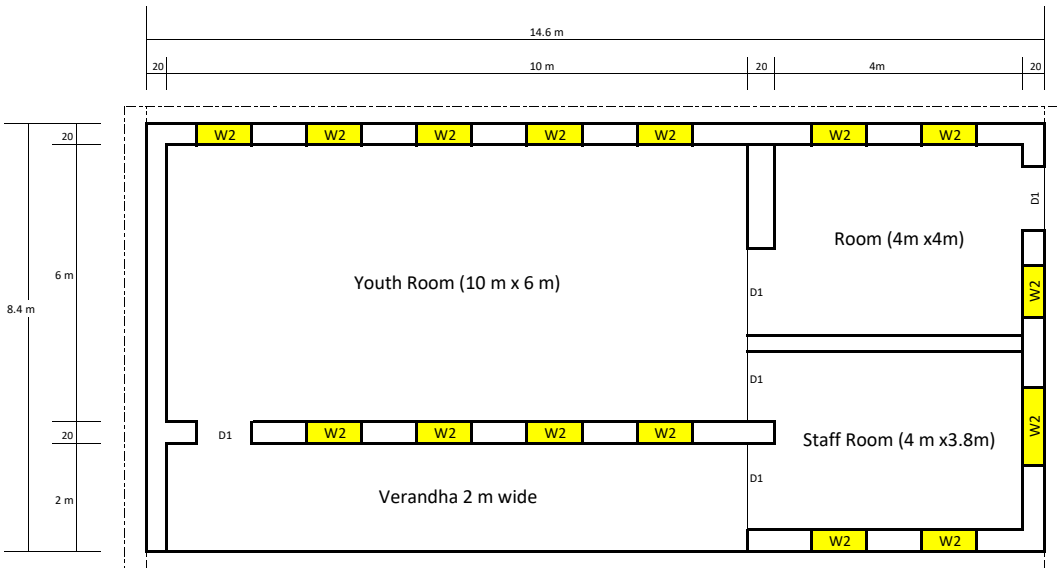 14.6 m
20 10 m 20 4m 20
20
W2 W2 W2 W2 W2 W2 W2
D1
Room (4m x4m)
6 m
Youth Room (10 m x 6 m)
W2
D1
8.4 m
D1
20
D1 W2 W2 W2 W2
W2
Staff Room (4 m x3.8m)
D1
2 m
Verandha 2 m wide
W2 W2